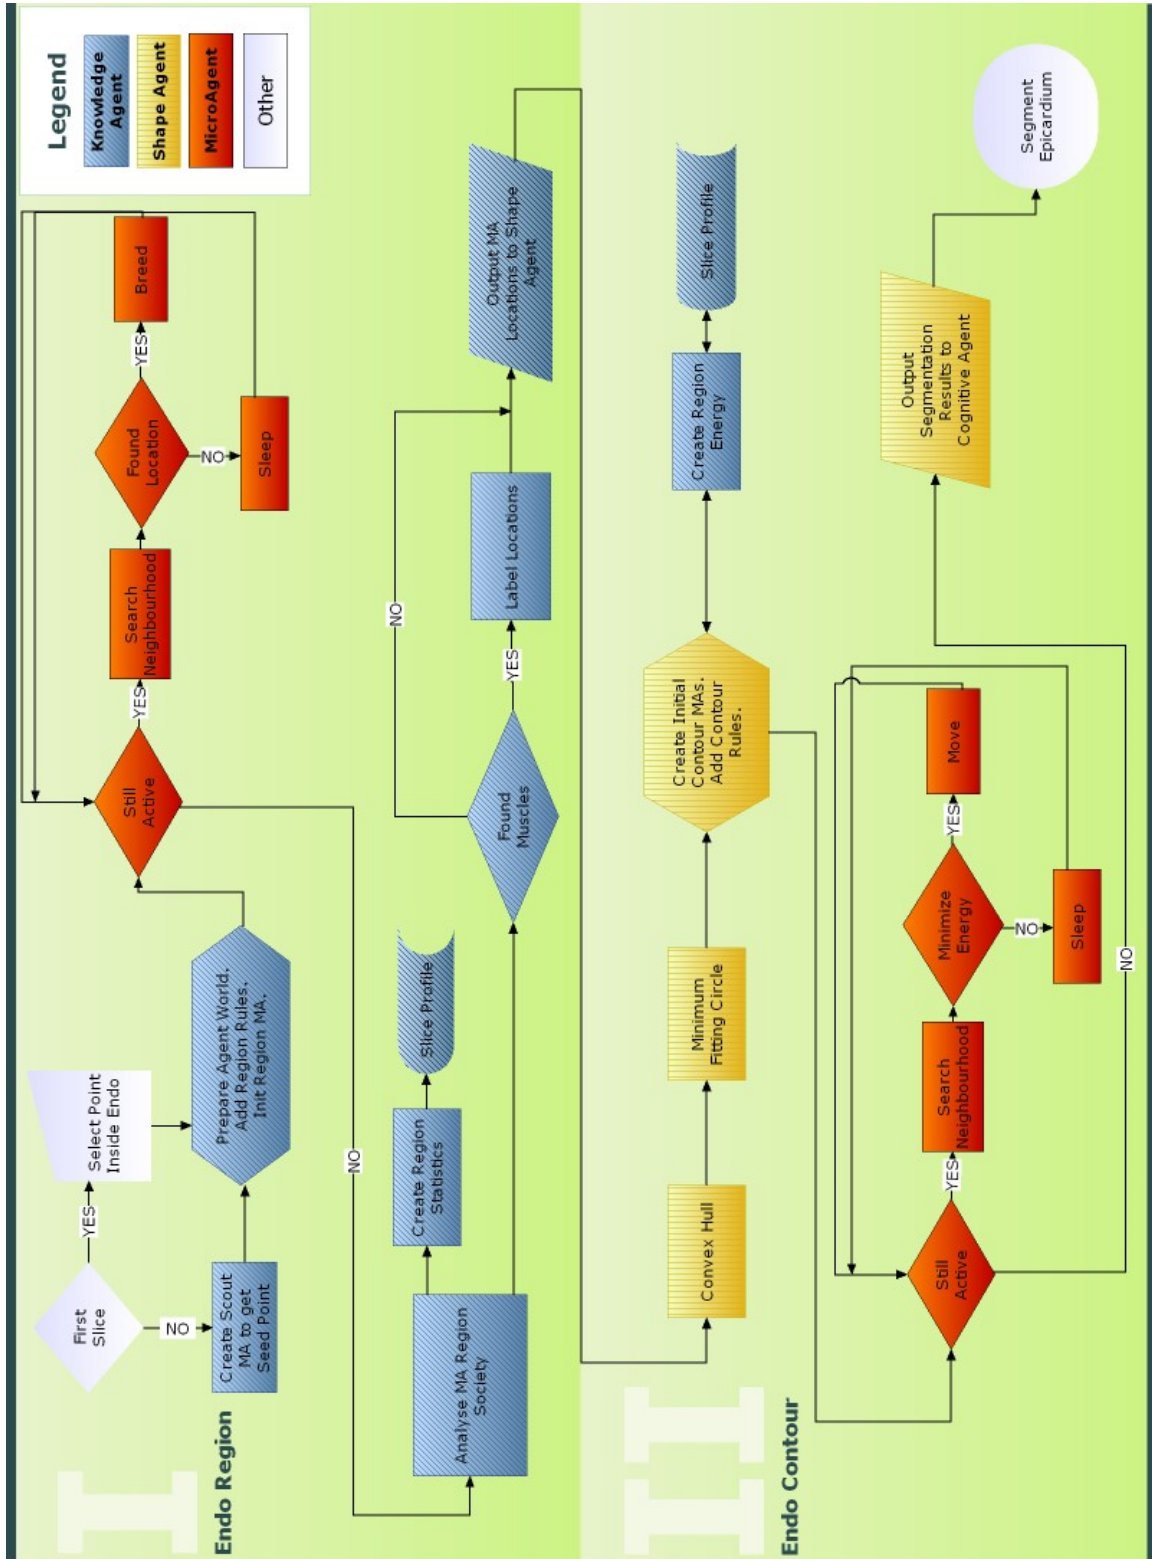 Legend
Knowledge
Agent
Shape Agent
MicroAgent
Other
I
Endo Region
First
Slice
YES
NO
Select Point
Inside Endo
Create Scout
MA to get
Seed Point
Prepare Agent World.
Add Region Rules.
Init Region MA.
Still
Active
YES
NO
Search
Neighbourhood
Found
Location
YES
NO
Breed
Sleep
Analyse MA Region
Society
Create Region
Statistics
Slice Profile
Found
Muscles
YES
NO
Label Locations
Output MA
Locations to Shape
Agent
II
Endo Contour
Convex Hull
Minimum
Fitting Circle
Create Initial
Contour MAs.
Add Contour
Rules.
Create Region
Energy
Slice Profile
Still
Active
YES
NO
Search
Neighbourhood
Minimize
Energy
YES
NO
Move
Sleep
Output
Segmentation
Results to
Cognitive Agent
Segment
Epicardium